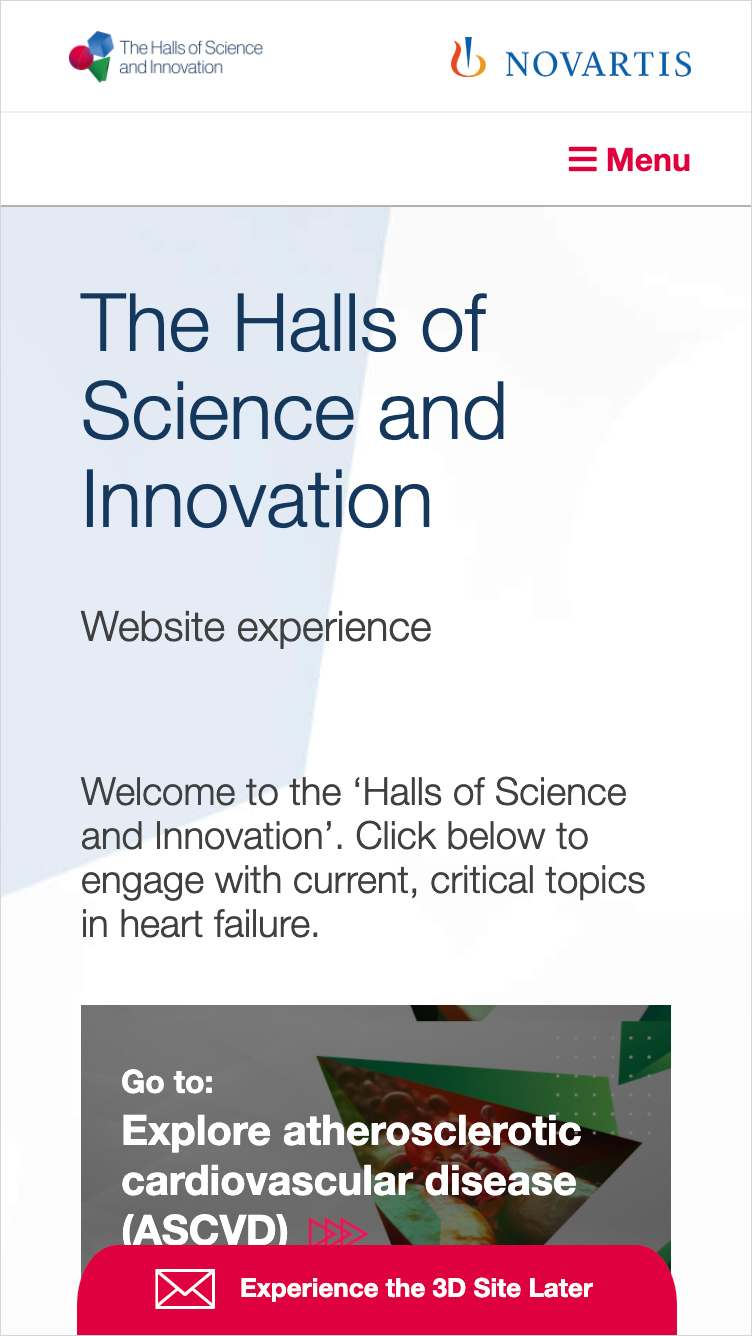 The Halls of Science
and Innovation
NOVARTIS
Menu
The Halls of
Science and
Innovation
Website experience
Welcome to the ‘Halls of Science
and Innovation’. Click below to
engage with current, critical topics
in heart failure.
Go to:
Explore atherosclerotic
cardiovascular disease
(ASCVD)
Experience the 3D Site Later